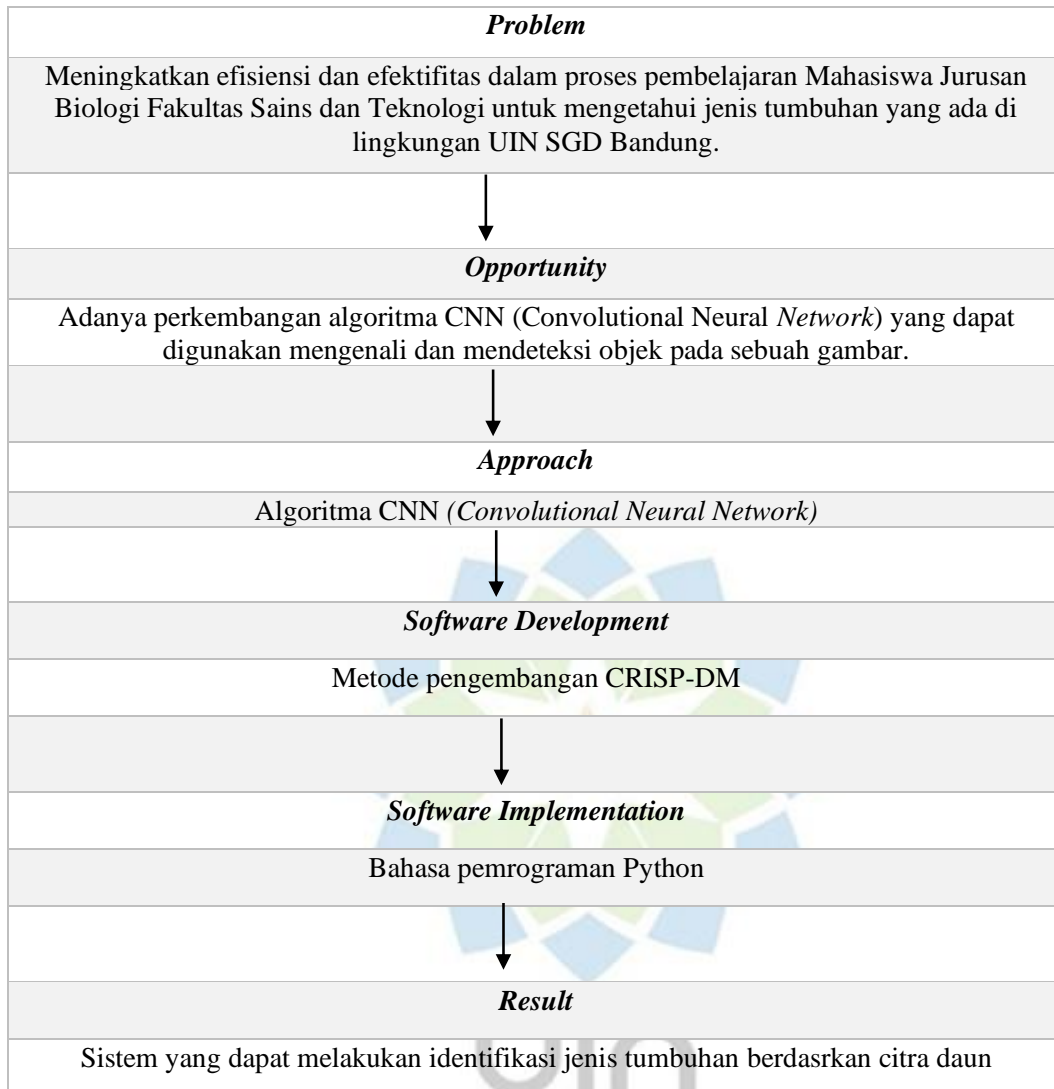 Problem
Meningkatkan efisiensi dan efektifitas dalam proses pembelajaran Mahasiswa Jurusan
Biologi Fakultas Sains dan Teknologi untuk mengetahui jenis tumbuhan yang ada di
lingkungan UIN SGD Bandung.
Opportunity
Adanya perkembangan algoritma CNN (Convolutional Neural Network) yang dapat
digunakan mengenali dan mendeteksi objek pada sebuah gambar.
Approach
Algoritma CNN (Convolutional Neural Network)
Software Development
Metode pengembangan CRISP-DM
Software Implementation
Bahasa pemrograman Python
Result
Sistem yang dapat melakukan identifikasi jenis tumbuhan berdasrkan citra daun
uin